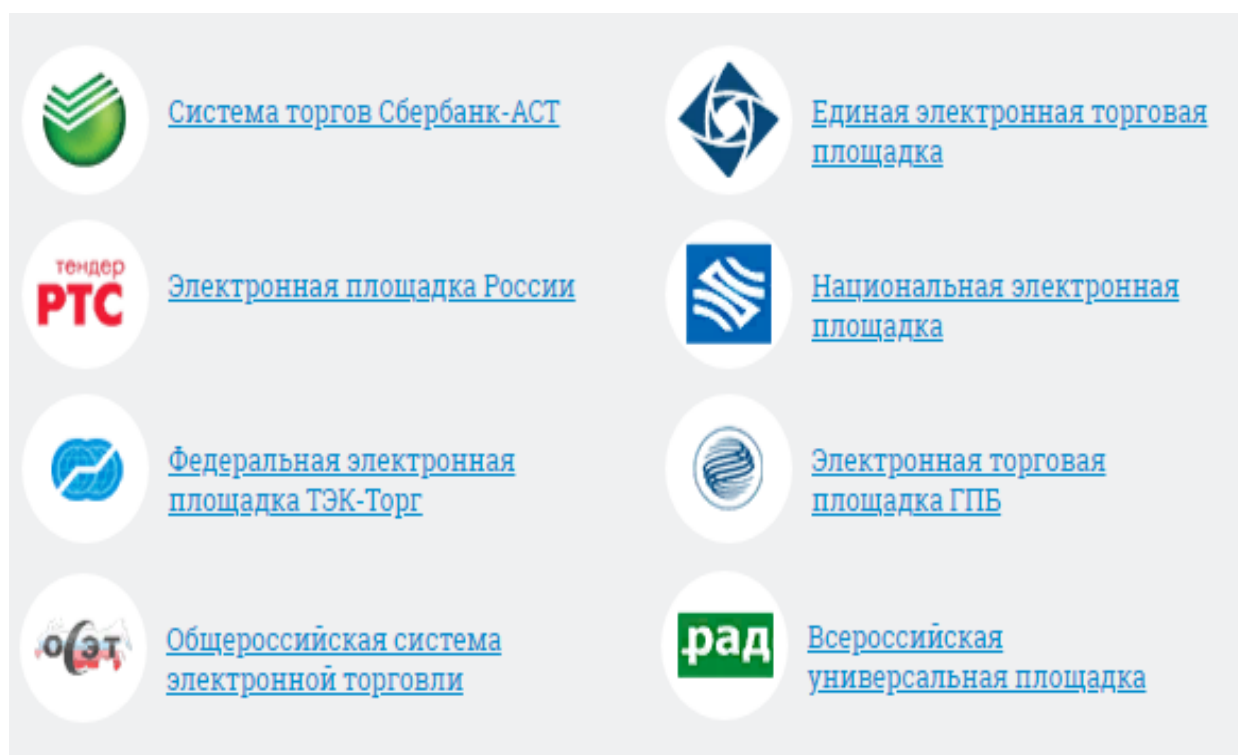 Система торгов Сбербанк-АСТ
Единая электронная торговая
площадка
тендер
РТС
Электронная площадка России
Национальная электронная
площадка
Федеральная электронная
площадка ТЭК-Торг
Электронная торговая
площадка ГПБ
осэт
Общероссийская система
электронной торговли
.рад
Всероссийская
универсальная площадка